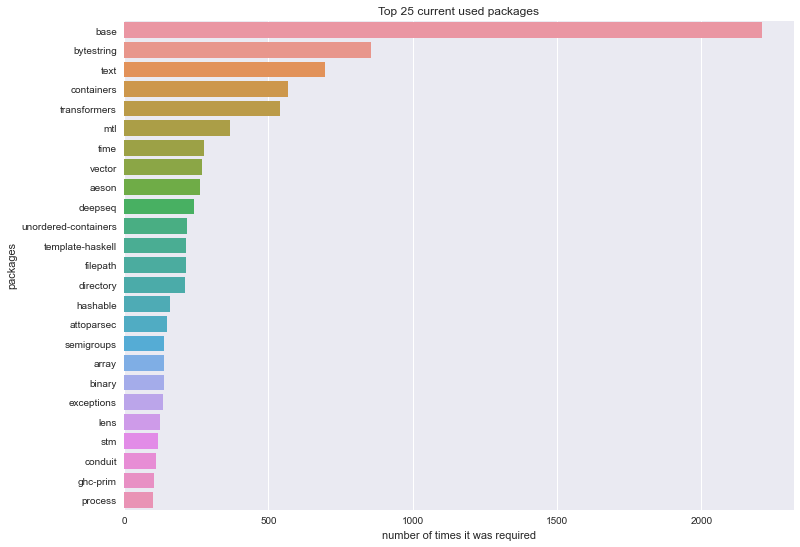 Top 25 current used packages
packages
base
bytestring
text
containers
transformers
mtl
time
vector
aeson
deepseq
unordered-containers
template-haskell
filepath
directory
hashable
attoparsec
semigroups
array
binary
exceptions
lens
stm
conduit
ghc-prim
process
0 500 1000 1500 2000
number of times it was required